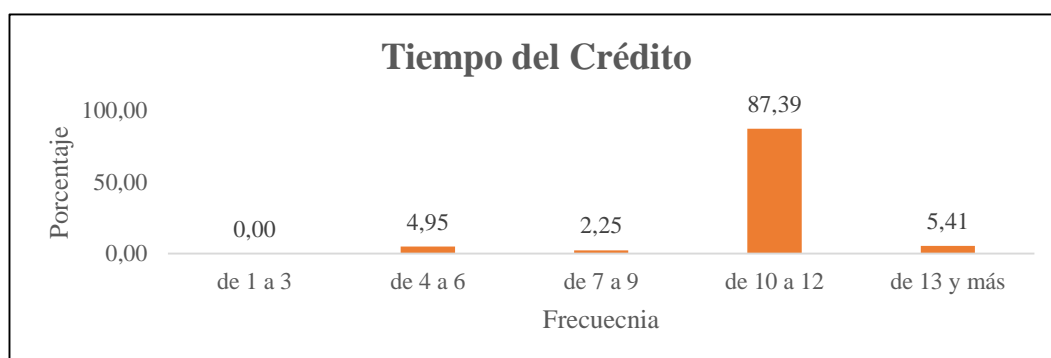 Tiempo del Crédito
Porcentaje
100,00
50,00
0,00
0,00
4,95
2,25
87,39
5,41
de 1 a 3
de 4 a 6
de 7 a 9
de 10 a 12
de 13 y más
Frecuecnia